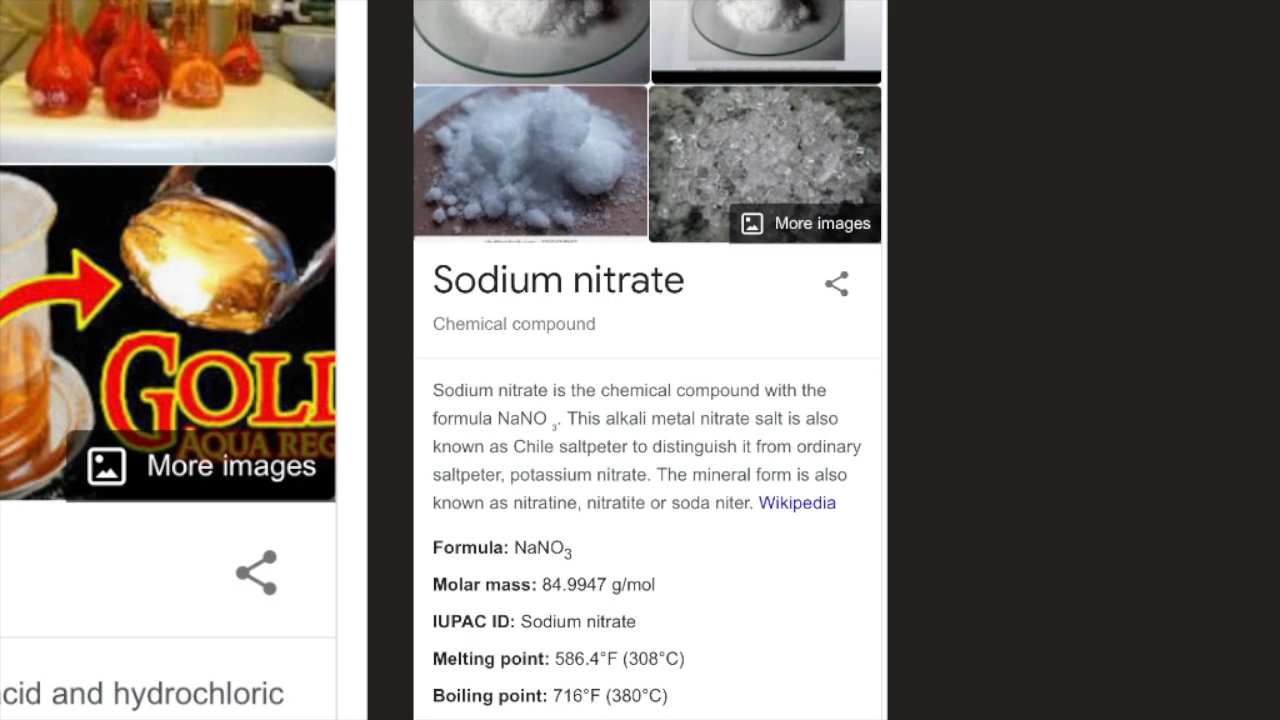 GOLD
AQUA REG
More images
acid and hydrochloric
More images
Sodium nitrate
Chemical compound
Sodium nitrate is the chemical compound with the
formula NaNO 3. This alkali metal nitrate salt is also
known as Chile saltpeter to distinguish it from ordinary
saltpeter, potassium nitrate. The mineral form is also
known as nitratine, nitratite or soda niter. Wikipedia
Formula: NaNO3
Molar mass: 84.9947 g/mol
IUPAC ID: Sodium nitrate
Melting point: 586.4°F (308°C)
Boiling point: 716°F (380°C)